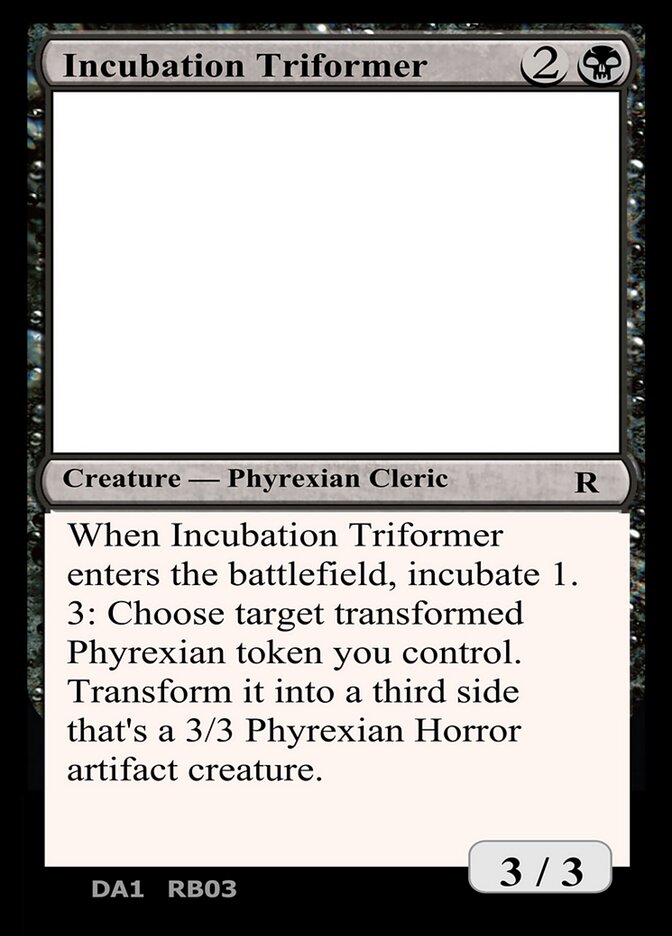 Incubation Triformer 2
Creature — Phyrexian Cleric R
When Incubation Triformer
enters the battlefield, incubate 1.
3: Choose target transformed
Phyrexian token you control.
Transform it into a third side
that's a 3/3 Phyrexian Horror
artifact creature.
3 / 3
DA1 RB03